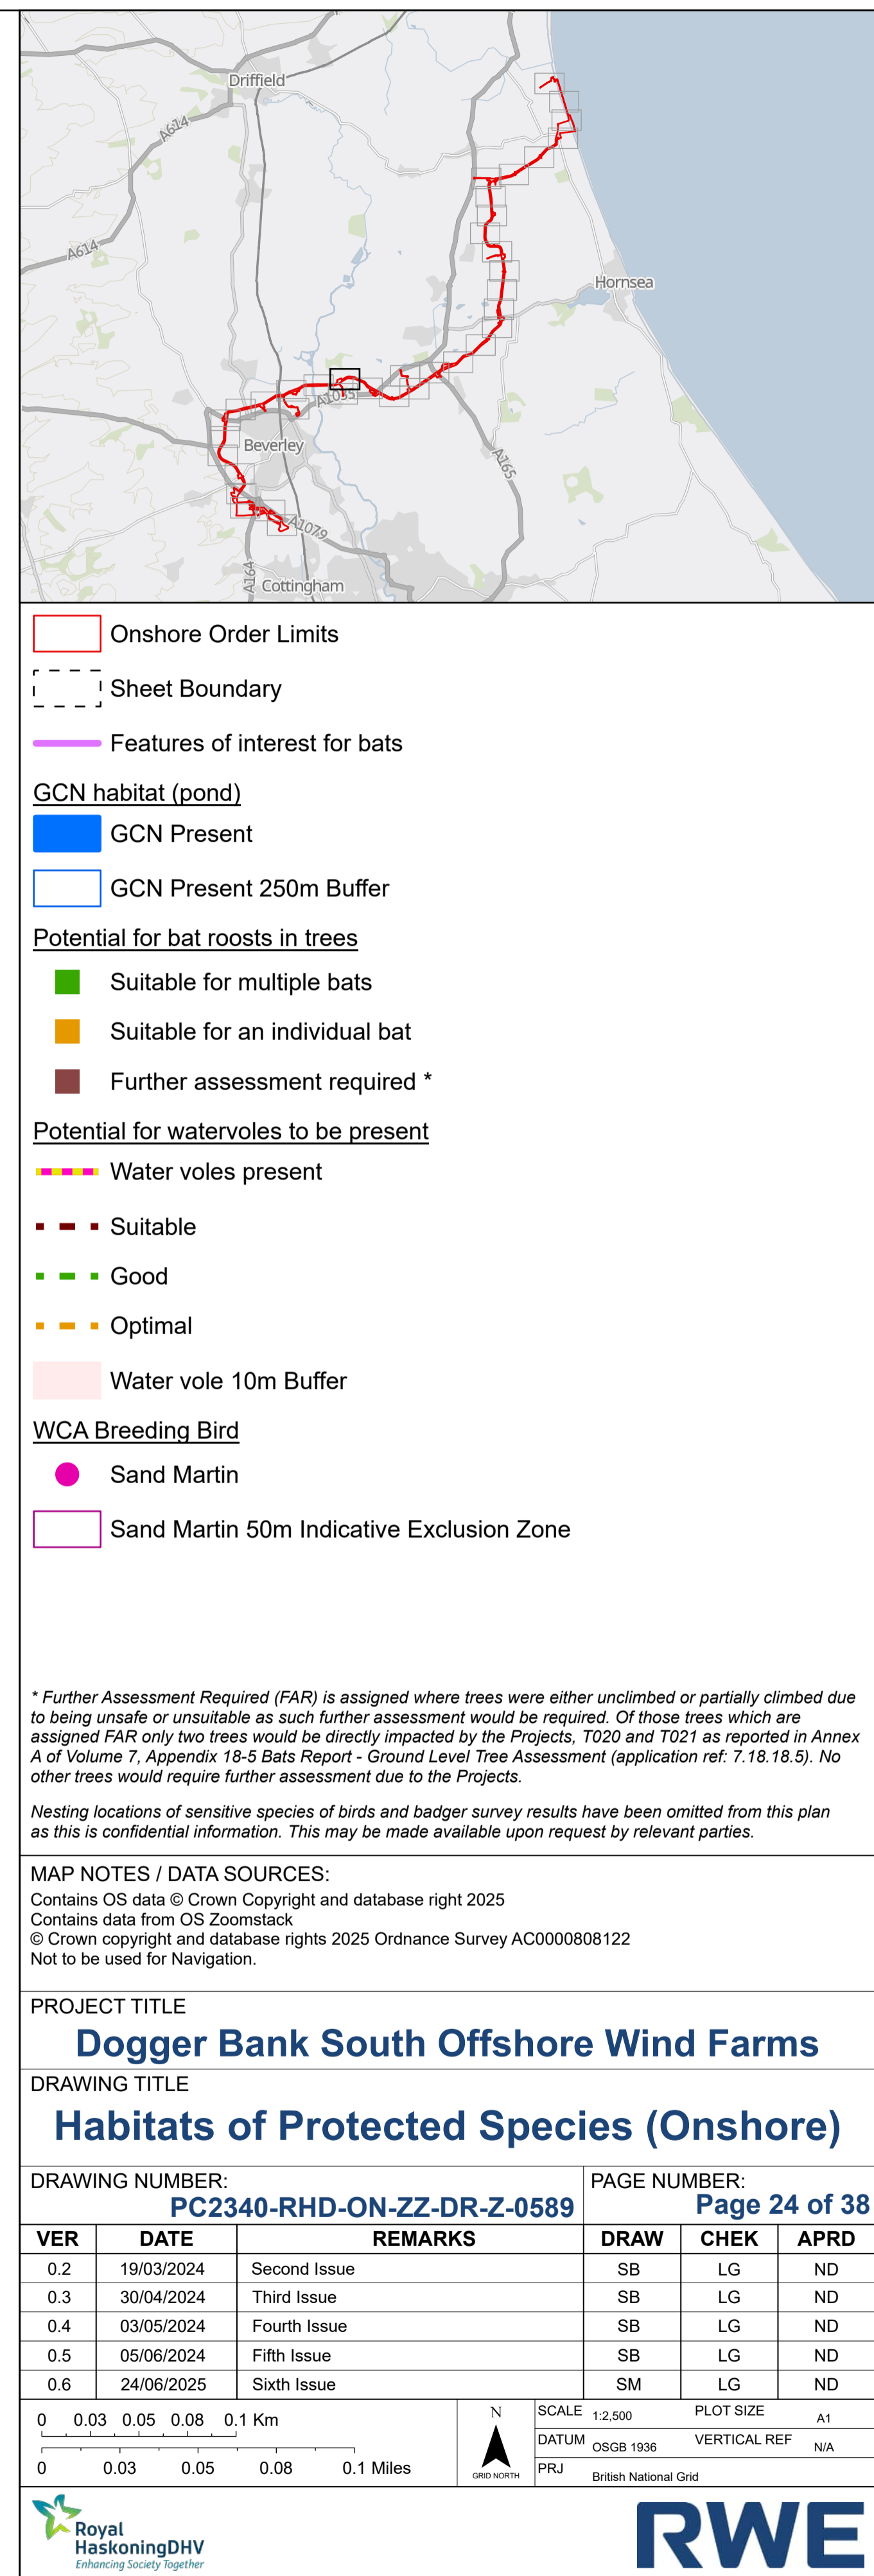 Driffield
A614
A614
Hornsea
A1035
Beverley
A165
A1079
A164
Cottingham
Onshore Order Limits
Sheet Boundary
Features of interest for bats
GCN habitat (pond)
GCN Present
GCN Present 250m Buffer
Potential for bat roosts in trees
Suitable for multiple bats
Suitable for an individual bat
Further assessment required *
Potential for watervoles to be present
Water voles present
Suitable
Good
Optimal
Water vole 10m Buffer
WCA Breeding Bird
Sand Martin
Sand Martin 50m Indicative Exclusion Zone
* Further Assessment Required (FAR) is assigned where trees were either unclimbed or partially climbed due
to being unsafe or unsuitable as such further assessment would be required. Of those trees which are
assigned FAR only two trees would be directly impacted by the Projects, T020 and T021 as reported in Annex
A of Volume 7, Appendix 18-5 Bats Report - Ground Level Tree Assessment (application ref: 7.18.18.5). No
other trees would require further assessment due to the Projects.
Nesting locations of sensitive species of birds and badger survey results have been omitted from this plan
as this is confidential information. This may be made available upon request by relevant parties.
MAP NOTES / DATA SOURCES:
Contains OS data © Crown Copyright and database right 2025
Contains data from OS Zoomstack
© Crown copyright and database rights 2025 Ordnance Survey AC0000808122
Not to be used for Navigation.
PROJECT TITLE
Dogger Bank South Offshore Wind Farms
DRAWING TITLE
Habitats of Protected Species (Onshore)
DRAWING NUMBER: PAGE NUMBER:
PC2340-RHD-ON-ZZ-DR-Z-0589 Page 24 of 38
VER DATE REMARKS DRAW CHEK APRD
0.2 19/03/2024 Second Issue SB LG ND
0.3 30/04/2024 Third Issue SB LG ND
0.4 03/05/2024 Fourth Issue SB LG ND
0.5 05/06/2024 Fifth Issue SB LG ND
0.6 24/06/2025 Sixth Issue SM LG ND
0 0.03 0.05 0.08 0.1 Km
0 0.03 0.05 0.08 0.1 Miles
N
GRID NORTH
SCALE 1:2,500 PLOT SIZE A1
DATUM OSGB 1936 VERTICAL REF N/A
PRJ British National Grid
Royal
HaskoningDHV
Enhancing Society Together
RWE